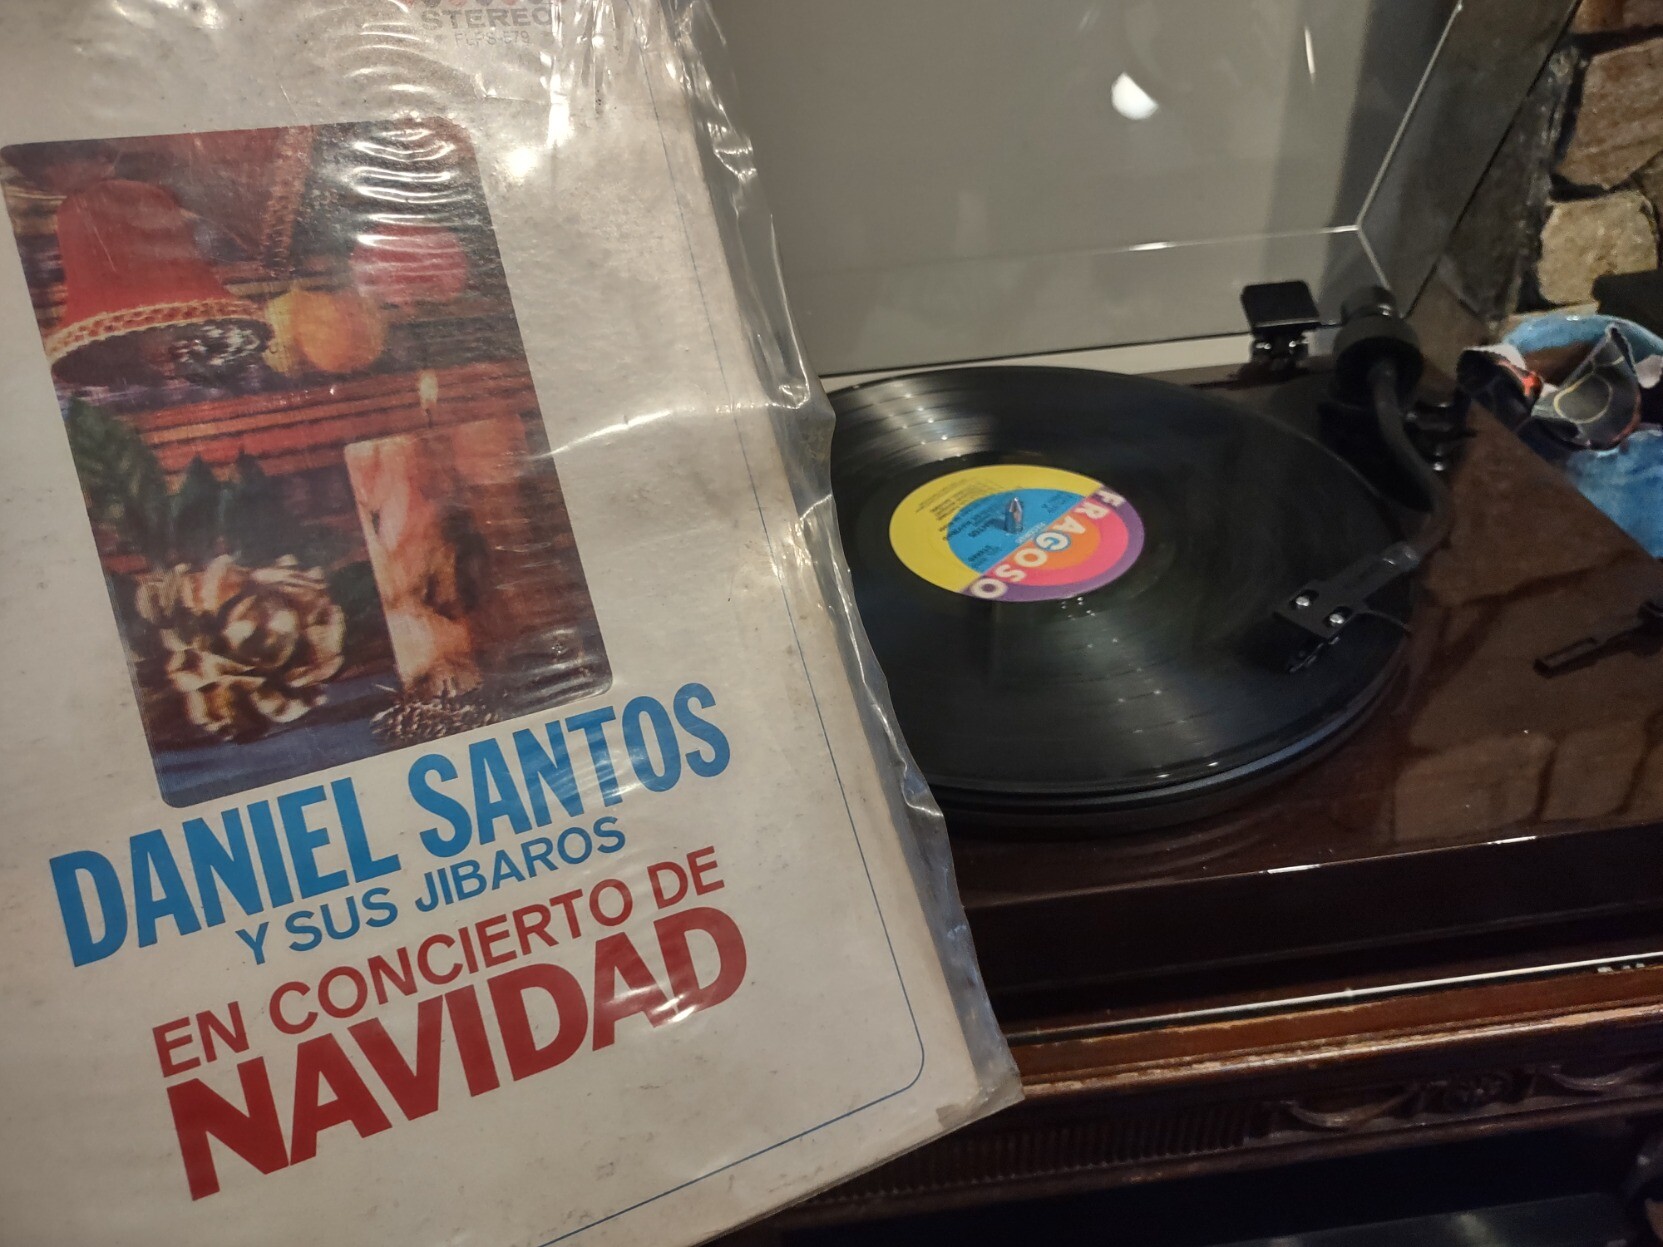 STEREO
DANIEL SANTOS
Y SUS JIBAROS
EN CONCIERTO DE
NAVIDAD
FRAGOSO